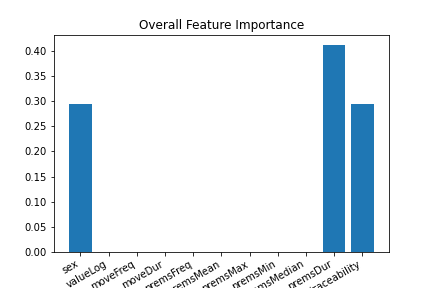 Overall Feature Importance
0.40
0.35
0.30
0.25
0.20
0.15
0.10
0.05
0.00
sex
valueLog
moveFreq
moveDur
premsFreq
remsMean
premsMax
premsMin
msMedian
premsDur
raceability